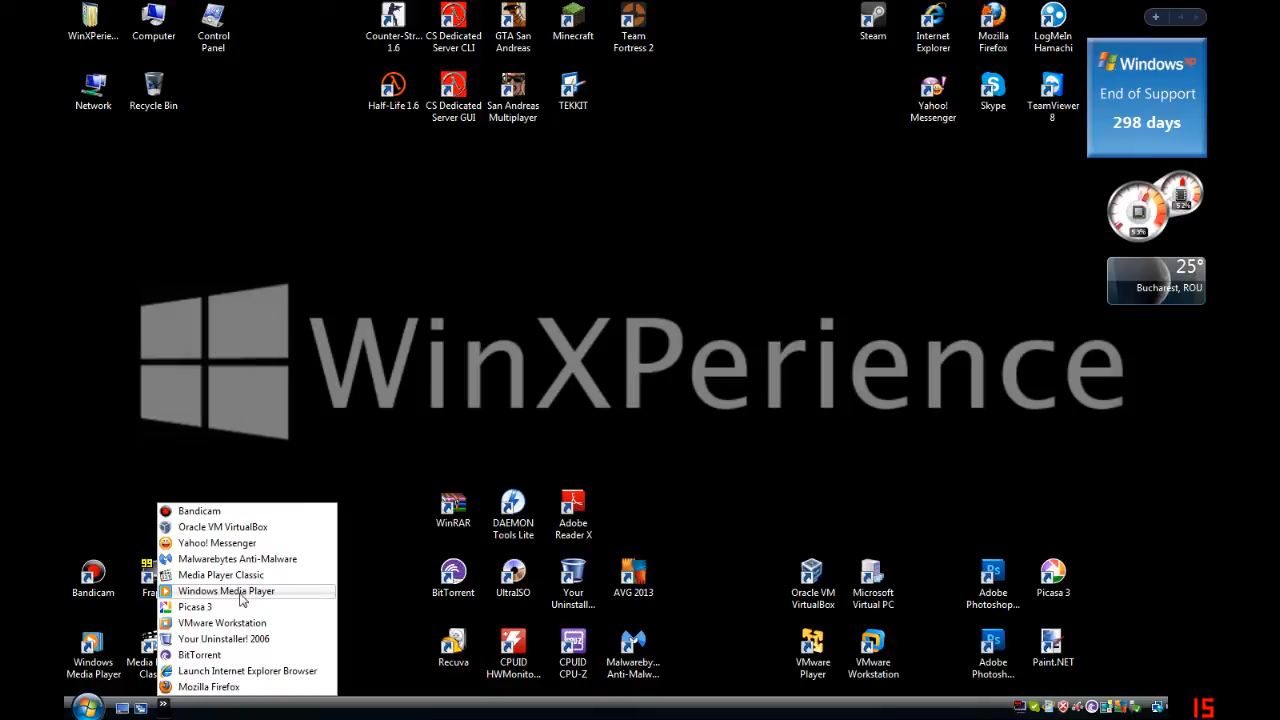 WinXPerie...
Computer
Control
Panel
Counter-Str...
1.6
CS Dedicated
Server CLI
GTA San
Andreas
Minecraft
Team
Fortress 2
Steam
Internet
Explorer
Mozilla
Firefox
LogMeIn
Hamachi
Network
Recycle Bin
Half-Life 1.6
CS Dedicated
Server GUI
San Andreas
Multiplayer
TEKKIT
Yahoo!
Messenger
Skype
TeamViewer
8
Windows xp
End of Support
298 days
53%
52%
25°
Bucharest, ROU
WinXPerience
WinRAR
DAEMON
Tools Lite
Adobe
Reader X
Bandicam
Oracle VM VirtualBox
Yahoo! Messenger
Malwarebytes Anti-Malware
Media Player Classic
Windows Media Player
Picasa 3
VMware Workstation
Your Uninstaller! 2006
BitTorrent
Launch Internet Explorer Browser
Mozilla Firefox
Bandicam
99
Fra
BitTorrent
UltraISO
Your
Uninstall...
AVG 2013
Oracle VM
VirtualBox
Microsoft
Virtual PC
Adobe
Photoshop...
Picasa 3
Windows
Media Player
Media
Clas
Recuva
CPUID
HWMonito...
CPUID
CPU-Z
Malwareby...
Anti-Malw...
VMware
Player
VMware
Workstation
Adobe
Photosh...
Paint.NET
15